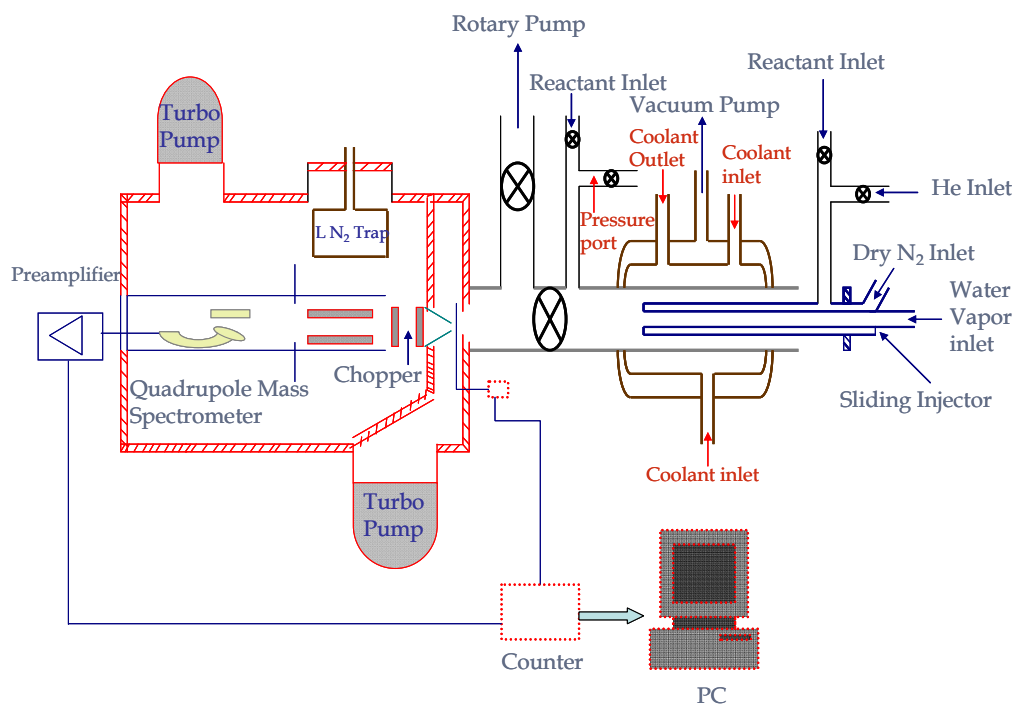 Rotary Pump
Reactant Inlet
Reactant Inlet
Vacuum Pump
Turbo
Pump
Coolant
Outlet
Coolant
inlet
He Inlet
Pressure
port
L N₂ Trap
Dry N₂ Inlet
Preamplifier
Water
Vapor
inlet
Chopper
Quadrupole Mass
Spectrometer
Sliding Injector
Coolant inlet
Turbo
Pump
Counter
PC